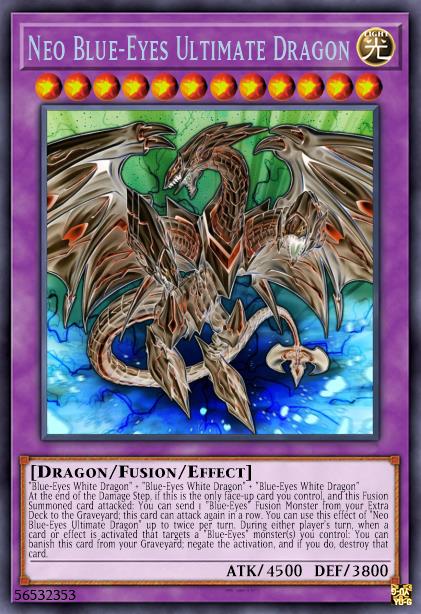 Neo Blue-Eyes Ultimate Dragon
LIGHT
光
[Dragon/Fusion/Effect]
"Blue-Eyes White Dragon" + "Blue-Eyes White Dragon" + "Blue-Eyes White Dragon"
At the end of the Damage Step, if this is the only face-up card you control, and this Fusion
Summoned card attacked: You can send 1 "Blue-Eyes" Fusion Monster from your Extra
Deck to the Graveyard; this card can attack again in a row. You can use this effect of "Neo
Blue-Eyes Ultimate Dragon" up to twice per turn. During either player's turn, when a
card or effect is activated that targets a "Blue-Eyes" monster(s) you control: You can
banish this card from your Graveyard; negate the activation, and if you do, destroy that
card.
ATK/4500 DEF/3800
56532353